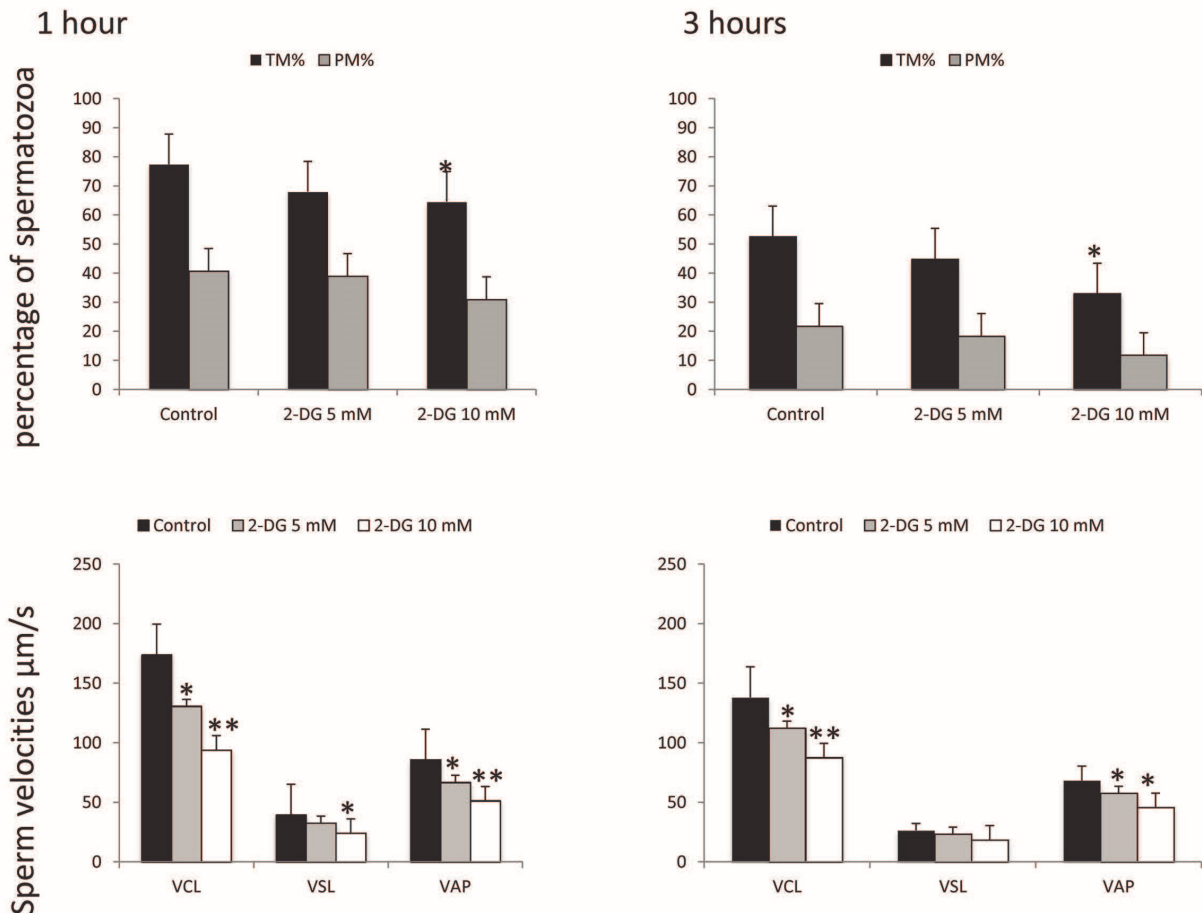 1 hour
3 hours
TM% PM%
TM% PM%
percentage of spermatozoa
100
90
80
70
60
50
40
30
20
10
0
*
Control 2-DG 5 mM 2-DG 10 mM
100
90
80
70
60
50
40
30
20
10
0
*
Control 2-DG 5 mM 2-DG 10 mM
Control 2-DG 5 mM 2-DG 10 mM
Control 2-DG 5 mM 2-DG 10 mM
Sperm velocities μm/s
250
200
150
100
50
0
* ** * * **
VCL VSL VAP
250
200
150
100
50
0
* ** * *
VCL VSL VAP